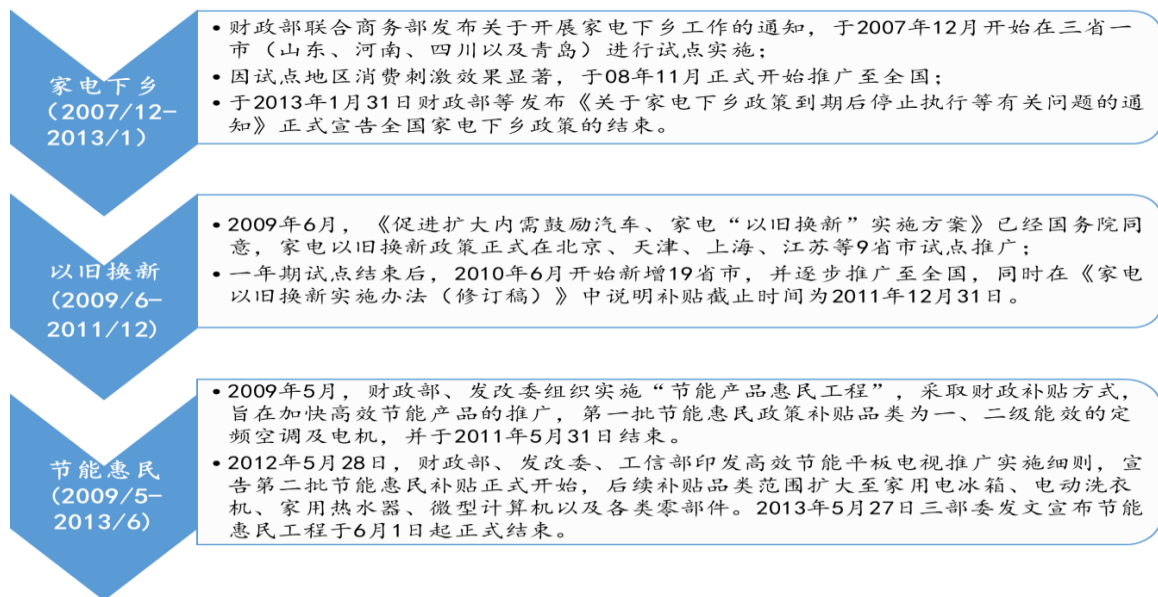 家电下乡
（2007/12-
2013/1）
• 财政部联合商务部发布关于开展家电下乡工作的通知，于2007年12月开始在三省一
市（山东、河南、四川以及青岛）进行试点实施；
• 因试点地区消费刺激效果显著，于08年11月正式开始推广至全国；
• 于2013年1月31日财政部等发布《关于家电下乡政策到期后停止执行等有关问题的通
知》正式宣告全国家电下乡政策的结束。
以旧换新
(2009/6-
2011/12)
• 2009年6月，《促进扩大内需鼓励汽车、家电“以旧换新”实施方案》已经国务院同
意，家电以旧换新政策正式在北京、天津、上海、江苏等9省市试点推广；
• 一年期试点结束后，2010年6月开始新增19省市，并逐步推广至全国，同时在《家电
以旧换新实施办法（修订稿）》中说明补贴截止时间为2011年12月31日。
节能惠民
(2009/5-
2013/6)
• 2009年5月，财政部、发改委组织实施“节能产品惠民工程”，采取财政补贴方式，
旨在加快高效节能产品的推广，第一批节能惠民政策补贴品类为一、二级能效的定
频空调及电机，并于2011年5月31日结束。
• 2012年5月28日，财政部、发改委、工信部印发高效节能平板电视推广实施细则，宣
告第二批节能惠民补贴正式开始，后续补贴品类范围扩大至家用电冰箱、电动洗衣
机、家用热水器、微型计算机以及各类零部件。2013年5月27日三部委发文宣布节能
惠民工程于6月1日起正式结束。